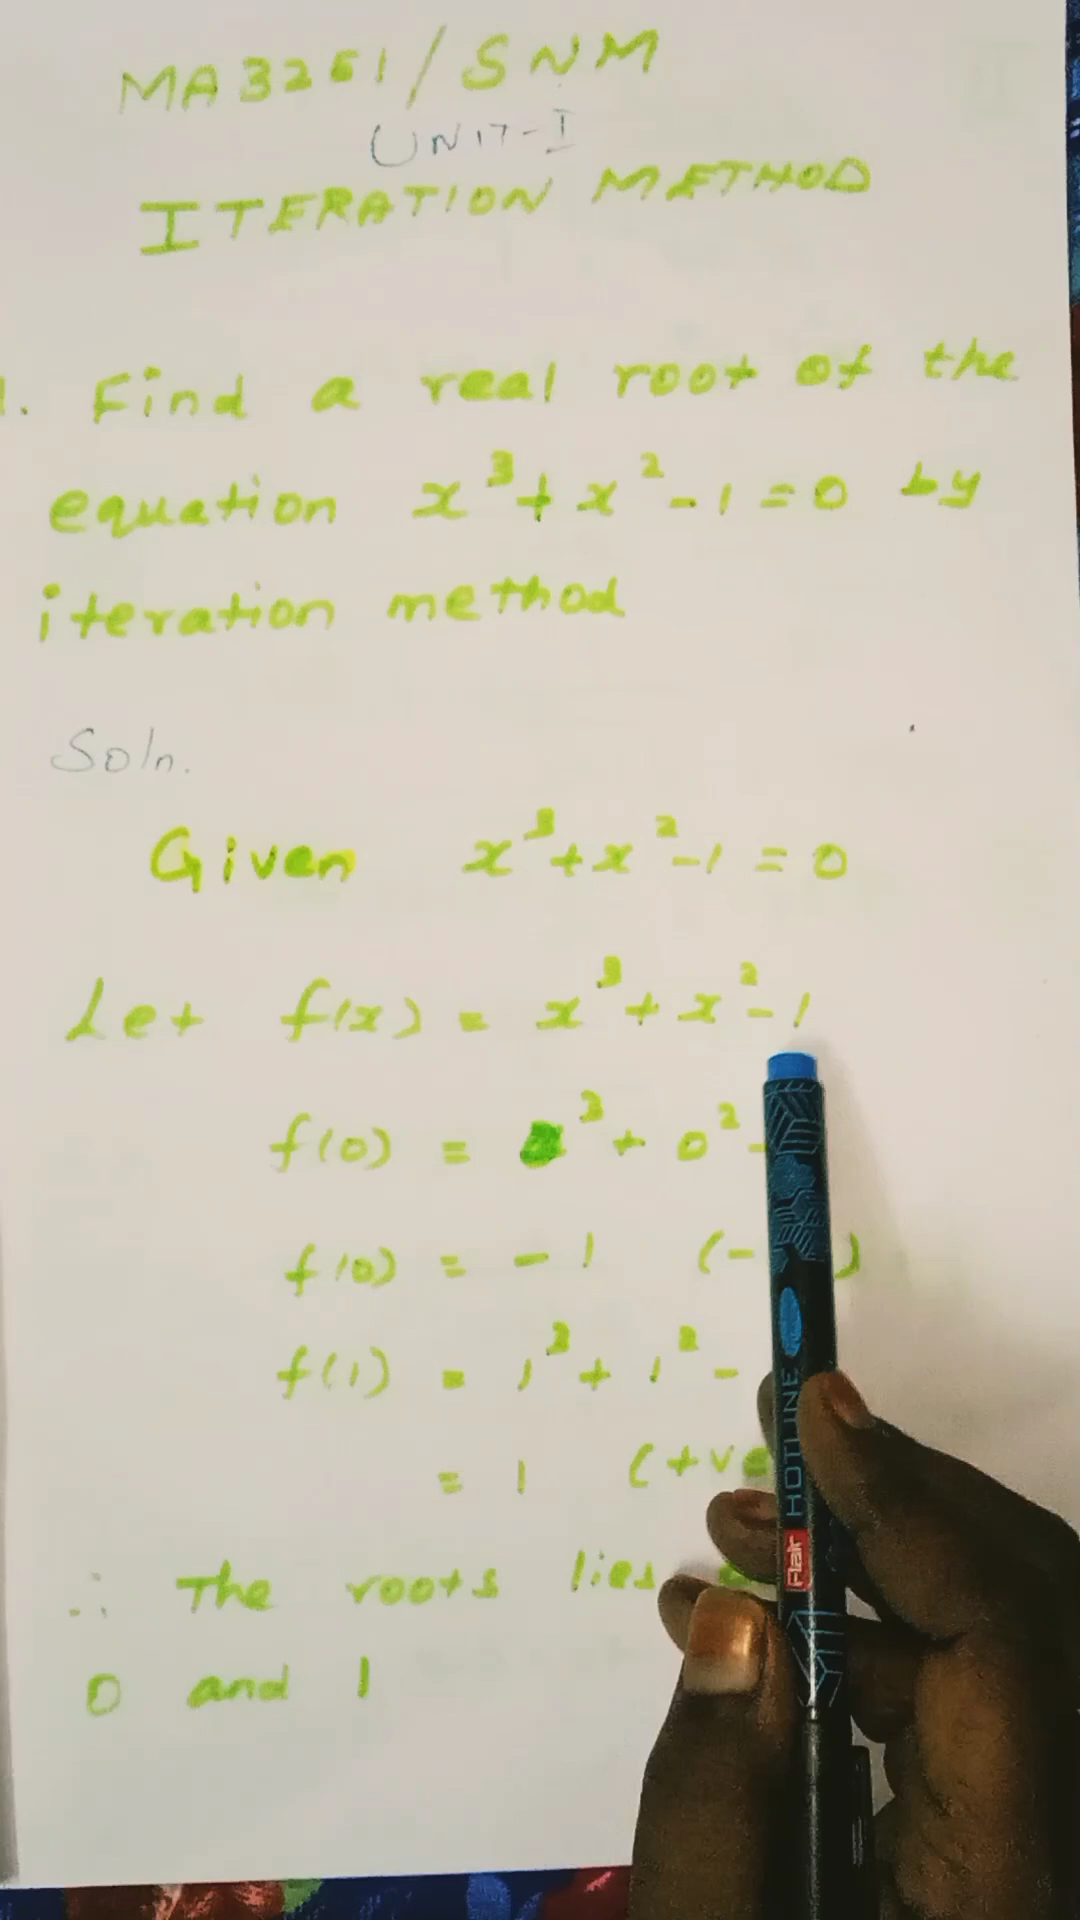 MA3251/SNM
UNIT-I
ITERATION METHOD
1. Find a real root of the
equation x³+x²-1=0 by
iteration method
Soln.
Given x³+x²-1=0
Let f(x) = x³+x²-1
f(0) = 0³+0²-
f(0) = -1 (-)
f(1) = 1³+1²-
= 1 (+ve
∴ The roots lies
0 and 1
HOTLINE
Flair